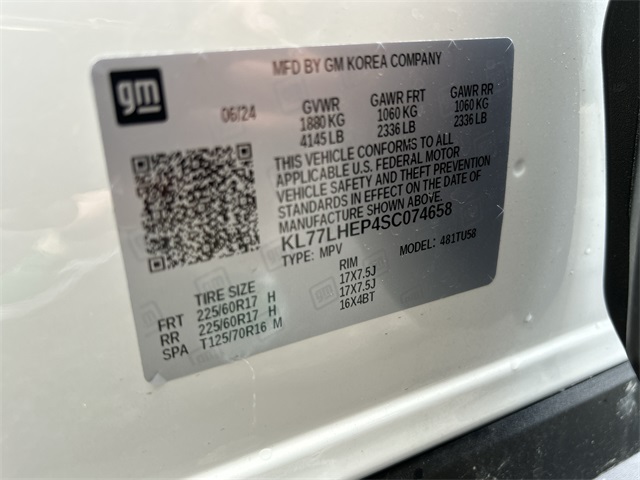 MFD BY GM KOREA COMPANY
gm
06/24 GVWR GAWR FRT GAWR RR
1880 KG 1060 KG 1060 KG
4145 LB 2336 LB 2336 LB
THIS VEHICLE CONFORMS TO ALL
APPLICABLE U.S. FEDERAL MOTOR
VEHICLE SAFETY AND THEFT PREVENTION
STANDARDS IN EFFECT ON THE DATE OF
MANUFACTURE SHOWN ABOVE.
KL77LHEP4SC074658
TYPE: MPV MODEL: 481TU58
TIRE SIZE RIM
FRT 225/60R17 H 17X7.5J
RR 225/60R17 H 17X7.5J
SPA T125/70R16 M 16X4BT